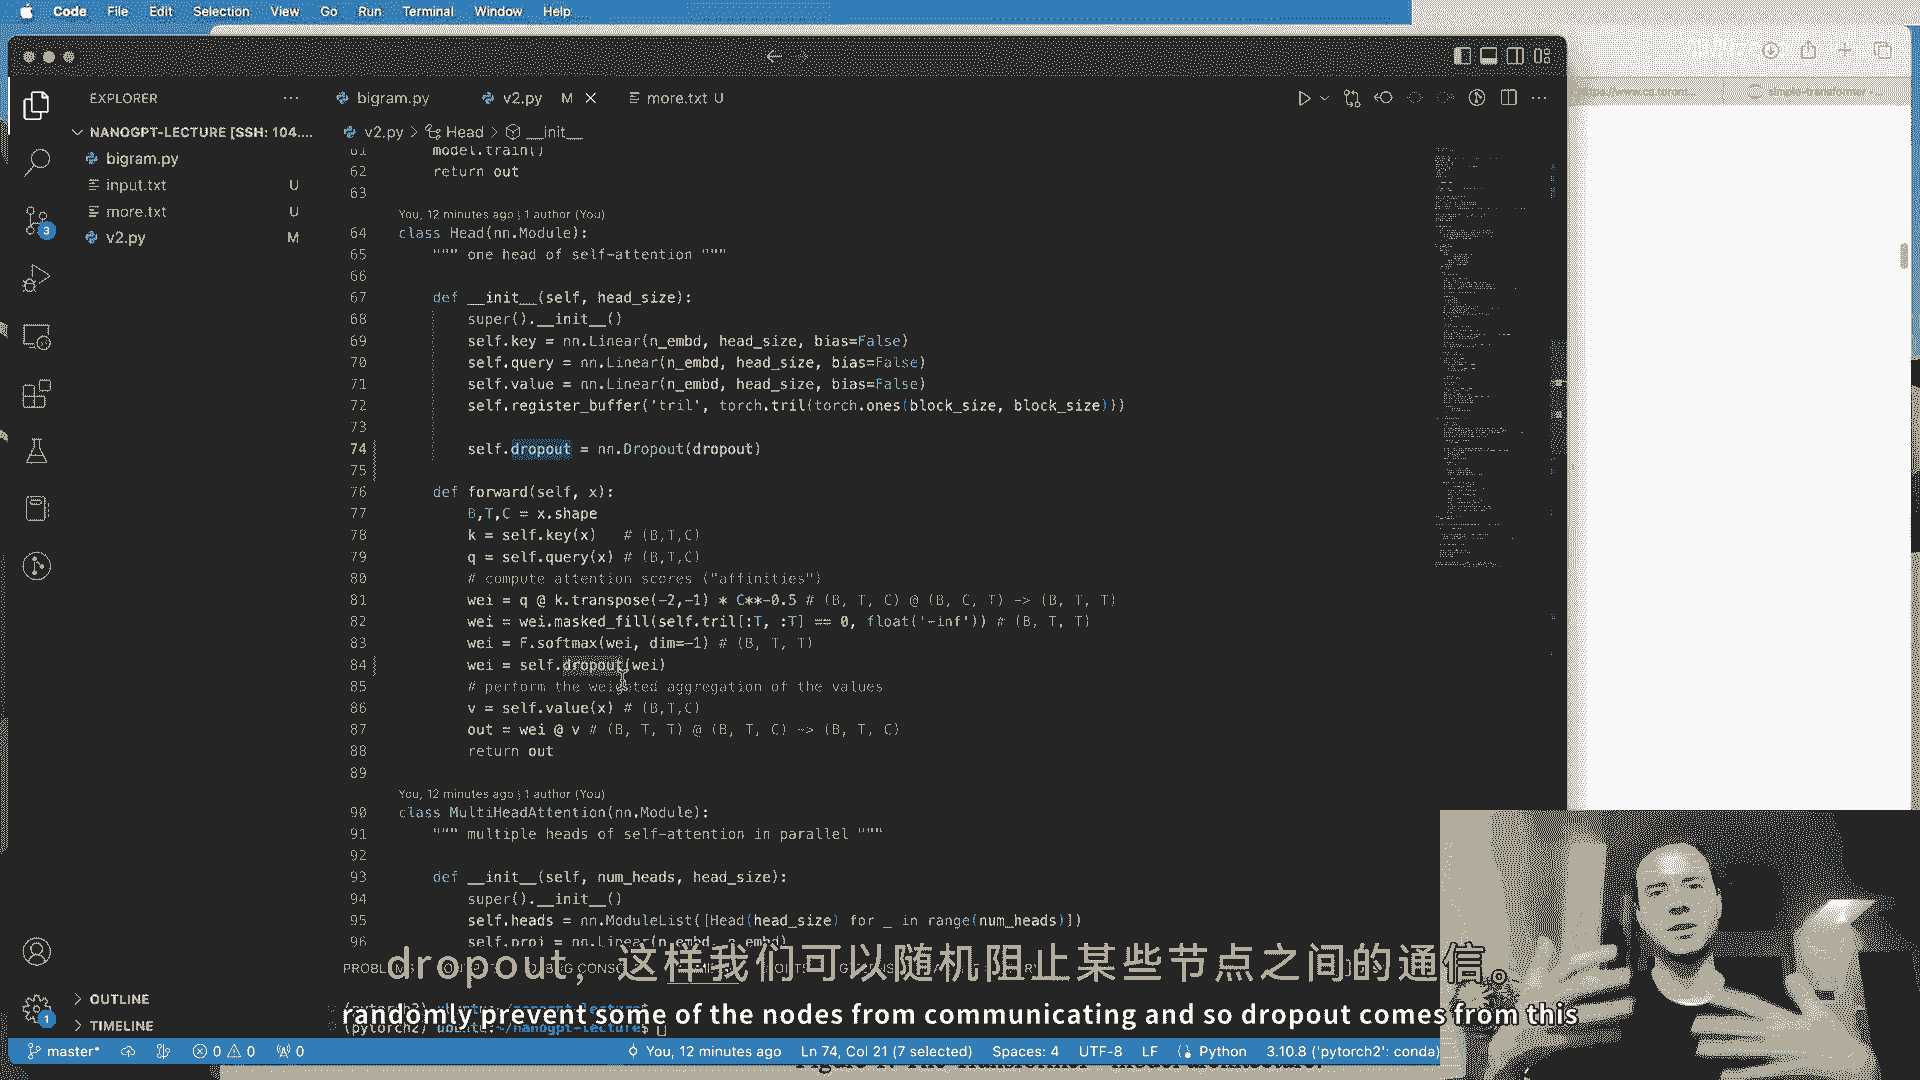 Code File Edit Selection View Go Run Terminal Window Help
EXPLORER
NANOGPT-LECTURE [SSH: 104....
bigram.py
input.txt U
more.txt U
v2.py M
OUTLINE
TIMELINE
bigram.py
v2.py M
more.txt U
simple-transformer
v2.py > Head > __init__
61 model.train()
62 return out
63
You, 12 minutes ago | 1 author (You)
64 class Head(nn.Module):
65 """ one head of self-attention """
66
67 def __init__(self, head_size):
68 super().__init__()
69 self.key = nn.Linear(n_embd, head_size, bias=False)
70 self.query = nn.Linear(n_embd, head_size, bias=False)
71 self.value = nn.Linear(n_embd, head_size, bias=False)
72 self.register_buffer('tril', torch.tril(torch.ones(block_size, block_size)))
73
74 self.dropout = nn.Dropout(dropout)
75
76 def forward(self, x):
77 B,T,C = x.shape
78 k = self.key(x) # (B,T,C)
79 q = self.query(x) # (B,T,C)
80 # compute attention scores ("affinities")
81 wei = q @ k.transpose(-2,-1) * C**-0.5 # (B, T, C) @ (B, C, T) -> (B, T, T)
82 wei = wei.masked_fill(self.tril[:T, :T] == 0, float('-inf')) # (B, T, T)
83 wei = F.softmax(wei, dim=-1) # (B, T, T)
84 wei = self.dropout(wei)
85 # perform the weighted aggregation of the values
86 v = self.value(x) # (B,T,C)
87 out = wei @ v # (B, T, T) @ (B, T, C) -> (B, T, C)
88 return out
89
You, 12 minutes ago | 1 author (You)
90 class MultiHeadAttention(nn.Module):
91 """ multiple heads of self-attention in parallel """
92
93 def __init__(self, num_heads, head_size):
94 super().__init__()
95 self.heads = nn.ModuleList([Head(head_size) for _ in range(num_heads)])
96 self.proj = nn.Linear(n_embd, n_embd)
dropout，这样我们可以随机阻止某些节点之间的通信。
randomly prevent some of the nodes from communicating and so dropout comes from this
master* 0 0 0 You, 12 minutes ago Ln 74, Col 21 (7 selected) Spaces: 4 UTF-8 LF Python 3.10.8 ('pytorch2': conda)